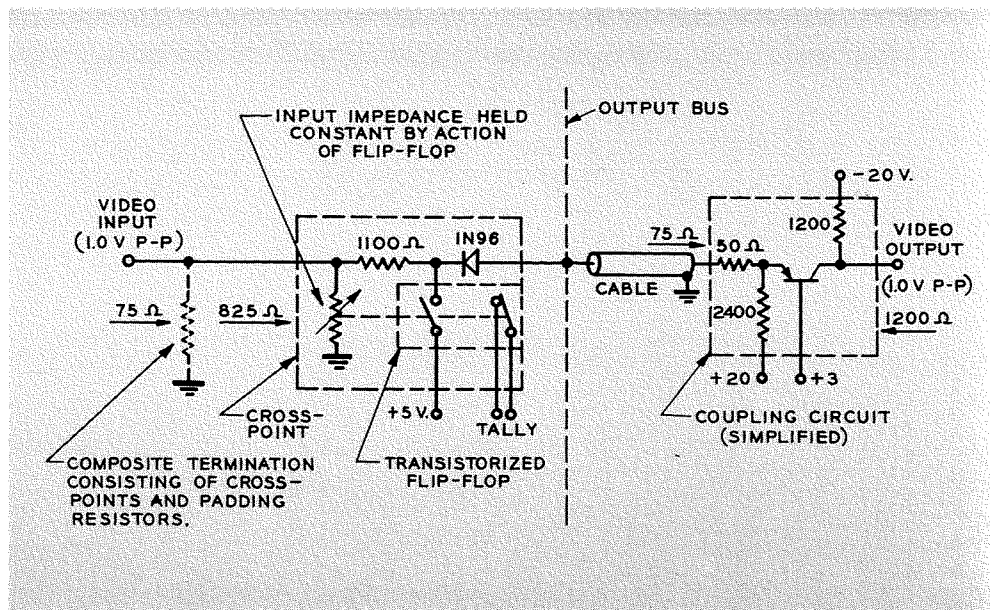 INPUT IMPEDANCE HELD
CONSTANT BY ACTION
OF FLIP-FLOP
OUTPUT BUS
-20 V.
VIDEO
INPUT
(1.0 V P-P)
1100 Ω
1N96
75 Ω
50 Ω
1200
VIDEO
OUTPUT
(1.0 V P-P)
CABLE
75 Ω
825 Ω
2400
1200 Ω
+20
+3
CROSS-
POINT
+5 V.
TALLY
COUPLING CIRCUIT
(SIMPLIFIED)
COMPOSITE TERMINATION
CONSISTING OF CROSS-
POINTS AND PADDING
RESISTORS.
TRANSISTORIZED
FLIP-FLOP